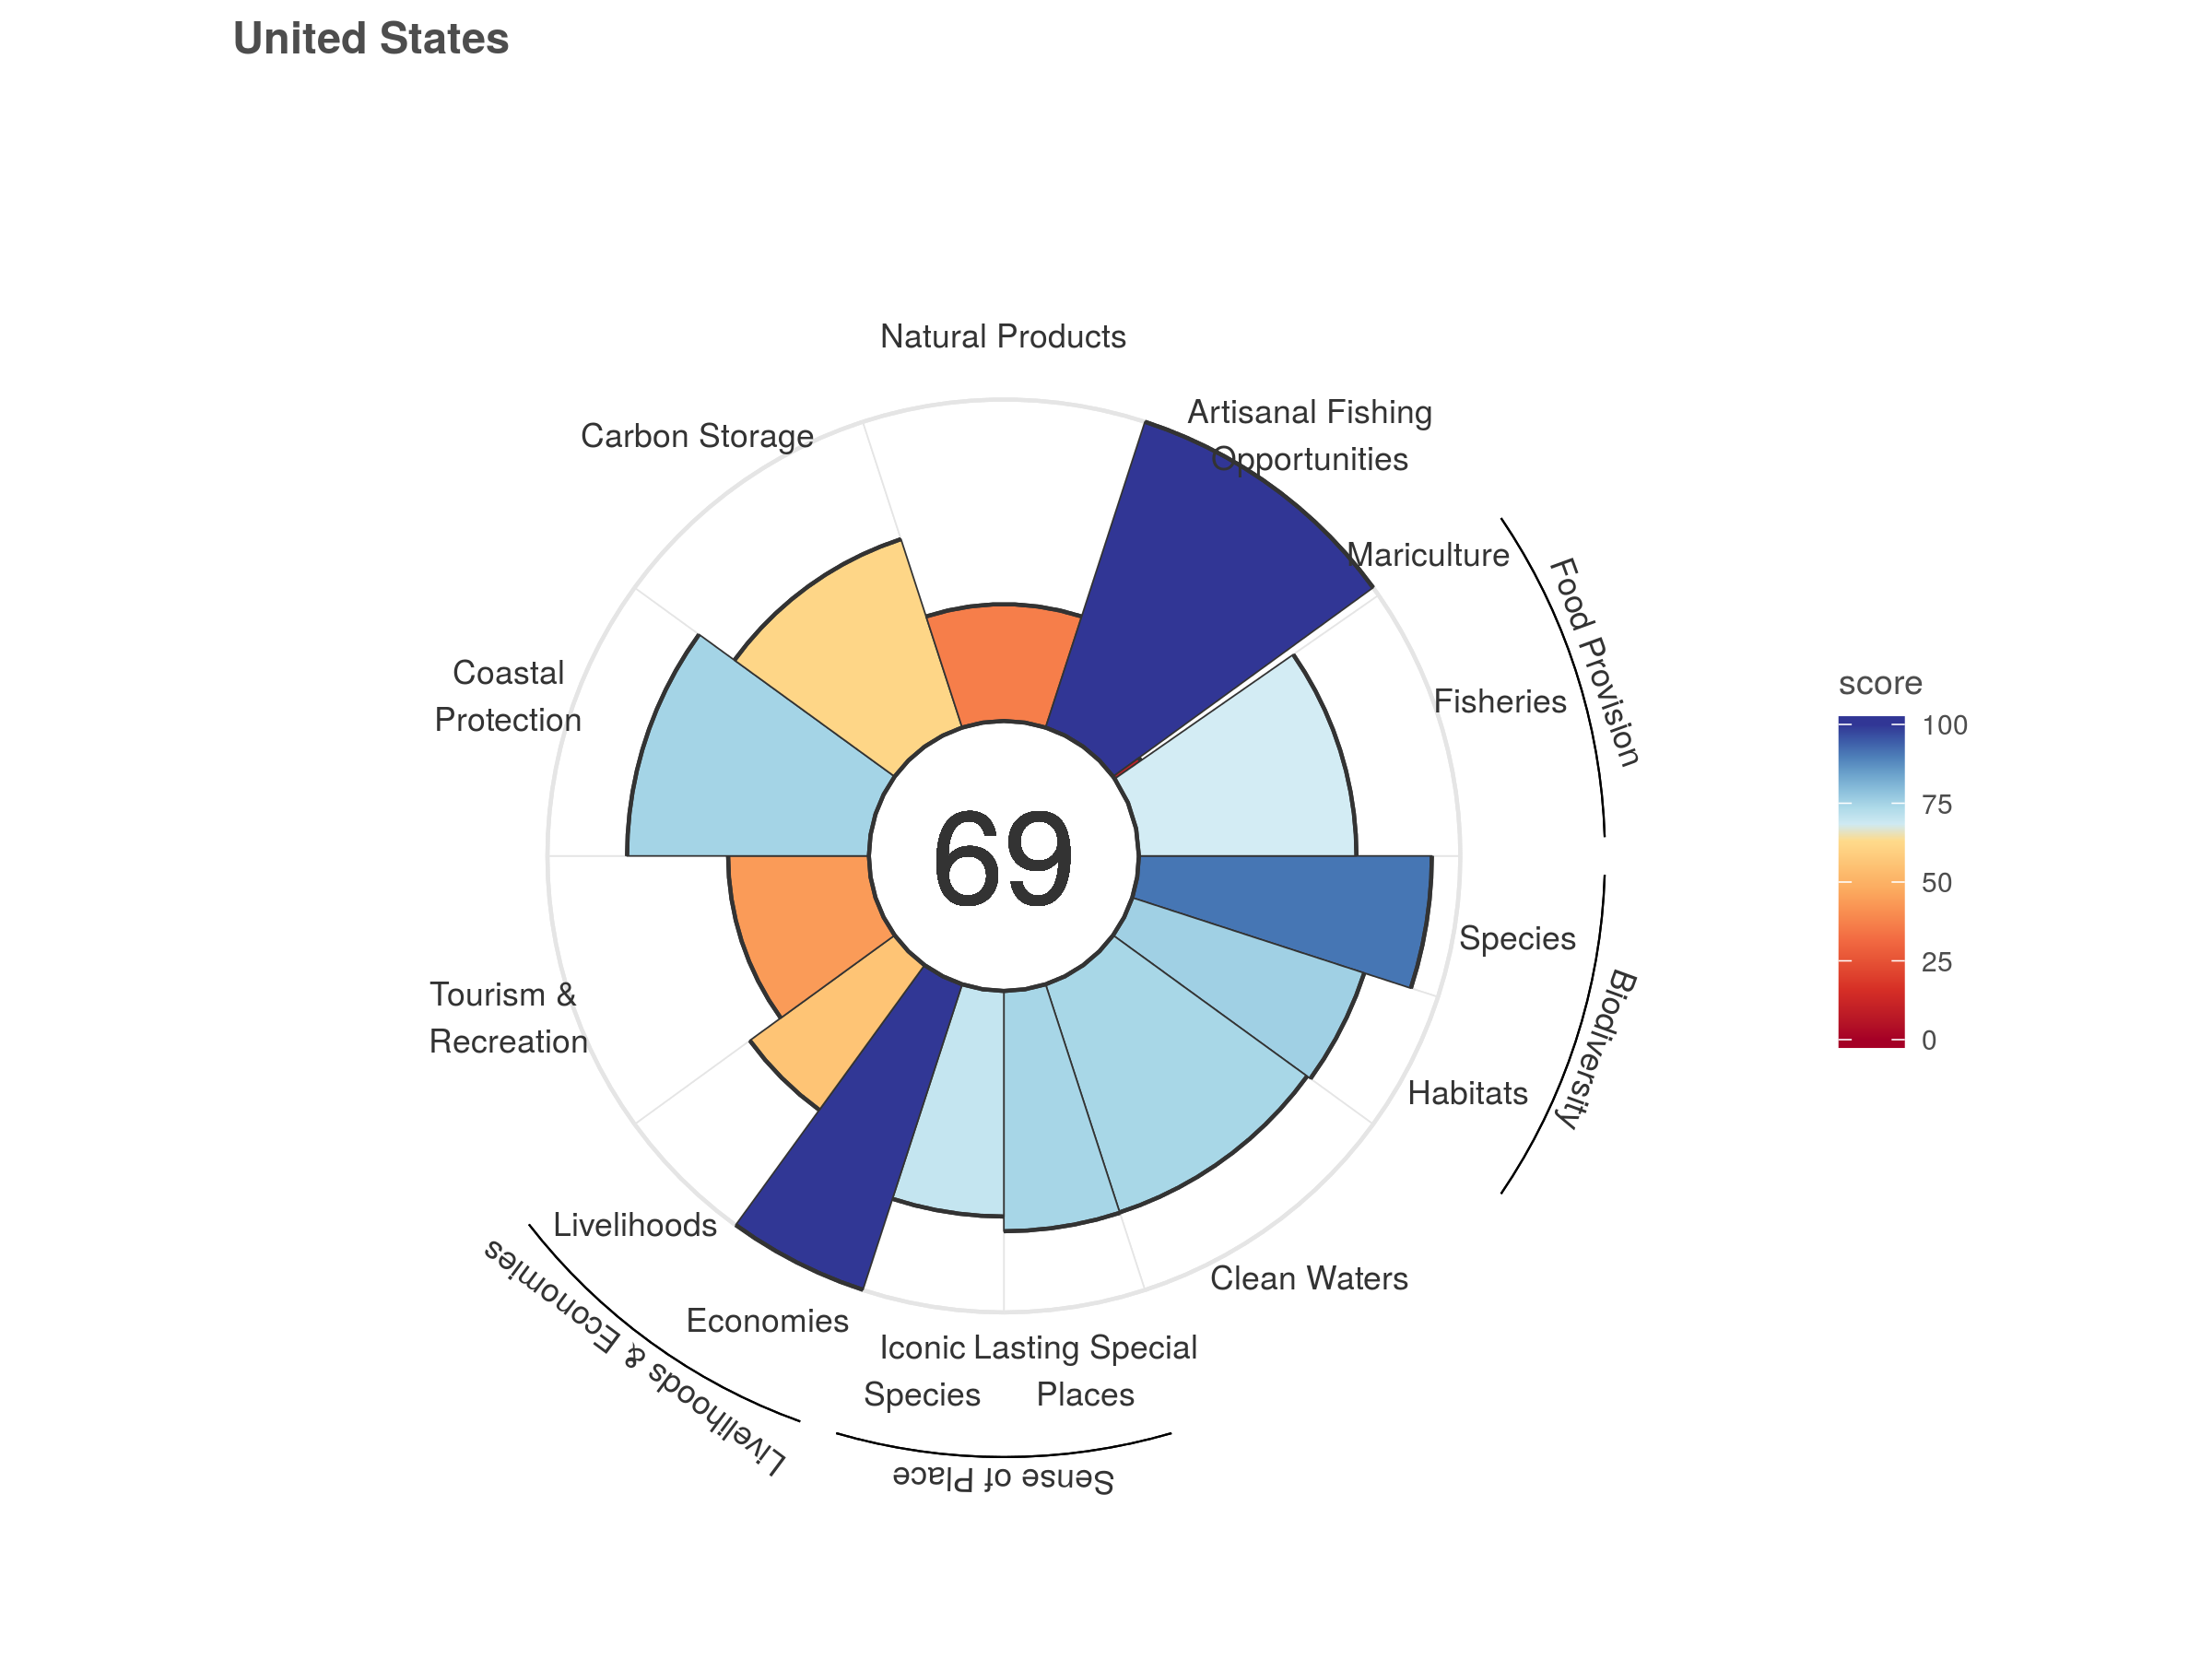 United States
Natural Products
Artisanal Fishing
Opportunities
Carbon Storage
Mariculture
Food Provision
Coastal
Protection
Fisheries
score
100
75
50
25
0
69
Species
Biodiversity
Tourism &
Recreation
Habitats
Livelihoods
Clean Waters
Economies
Livelihoods & Economies
Iconic
Species
Lasting Special
Places
Sense of Place